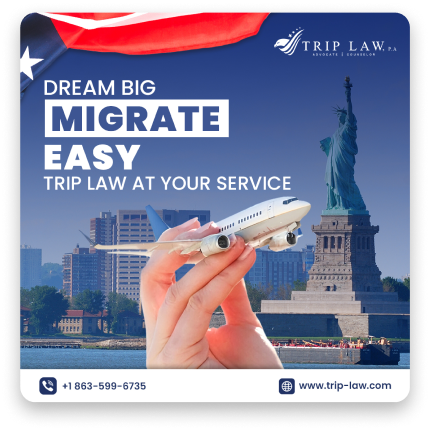 TRIP LAW, P.A
ADVOCATE | COUNSELOR
DREAM BIG
MIGRATE
EASY
TRIP LAW AT YOUR SERVICE
+1 863-599-6735
www.trip-law.com